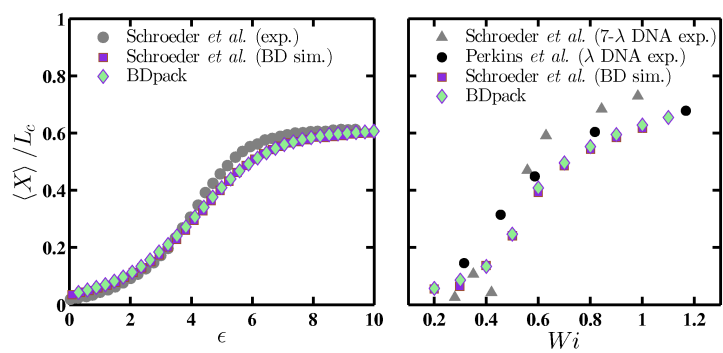 Schroeder et al. (exp.)
Schroeder et al. (BD sim.)
BDpack
⟨X⟩ / L_c
1
0.8
0.6
0.4
0.2
0
0 2 4 6 8 10
ϵ
Schroeder et al. (7-λ DNA exp.)
Perkins et al. (λ DNA exp.)
Schroeder et al. (BD sim.)
BDpack
0.2 0.4 0.6 0.8 1.0 1.2
Wi